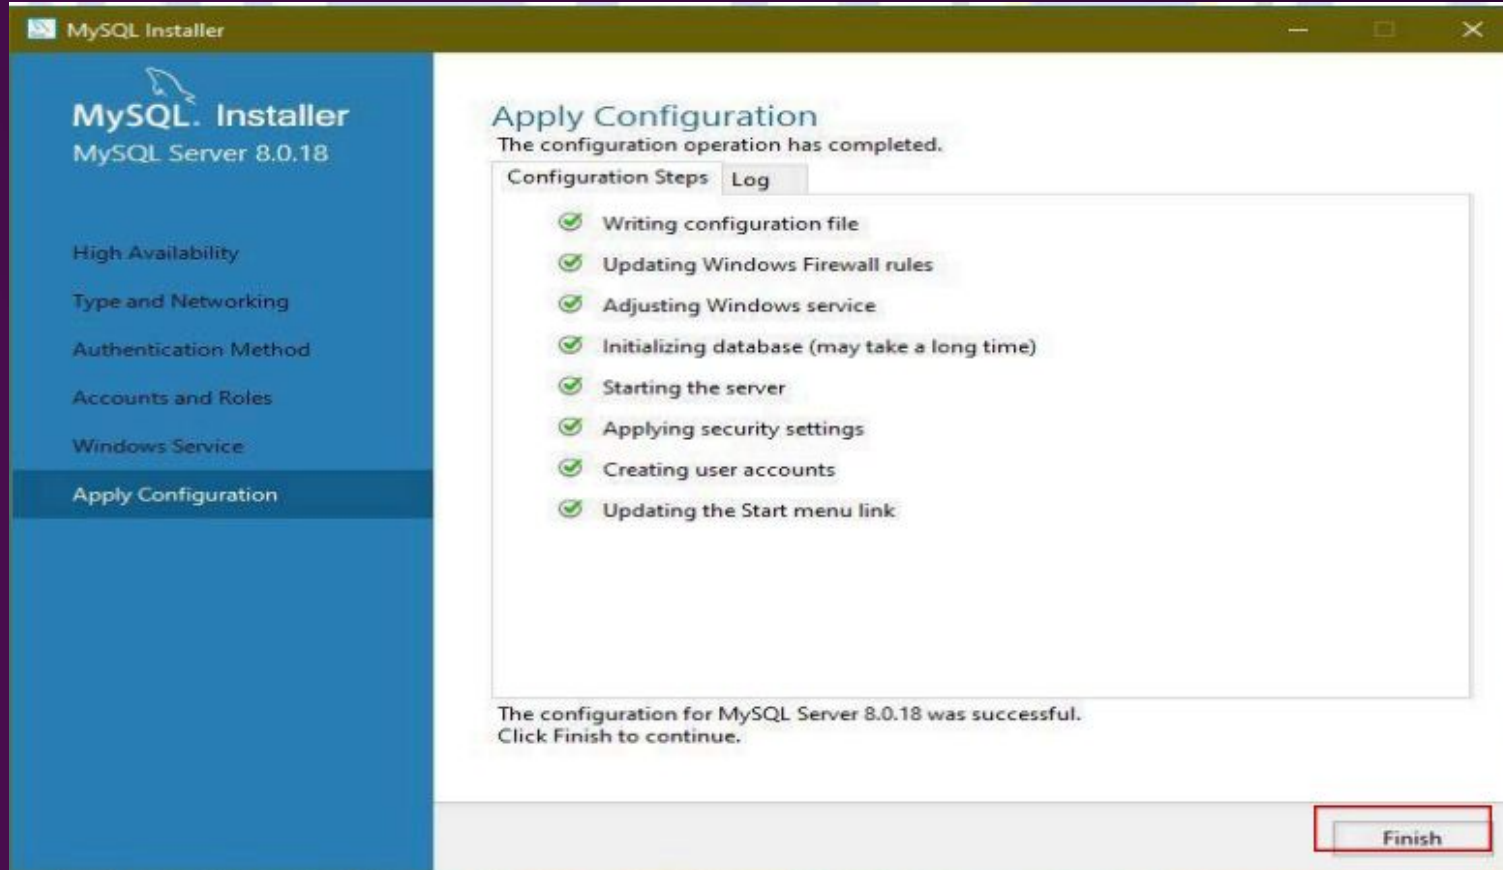 MySQL Installer
MySQL. Installer
MySQL Server 8.0.18
High Availability
Type and Networking
Authentication Method
Accounts and Roles
Windows Service
Apply Configuration
Apply Configuration
The configuration operation has completed.
Configuration Steps
Log
Writing configuration file
Updating Windows Firewall rules
Adjusting Windows service
Initializing database (may take a long time)
Starting the server
Applying security settings
Creating user accounts
Updating the Start menu link
The configuration for MySQL Server 8.0.18 was successful.
Click Finish to continue.
Finish